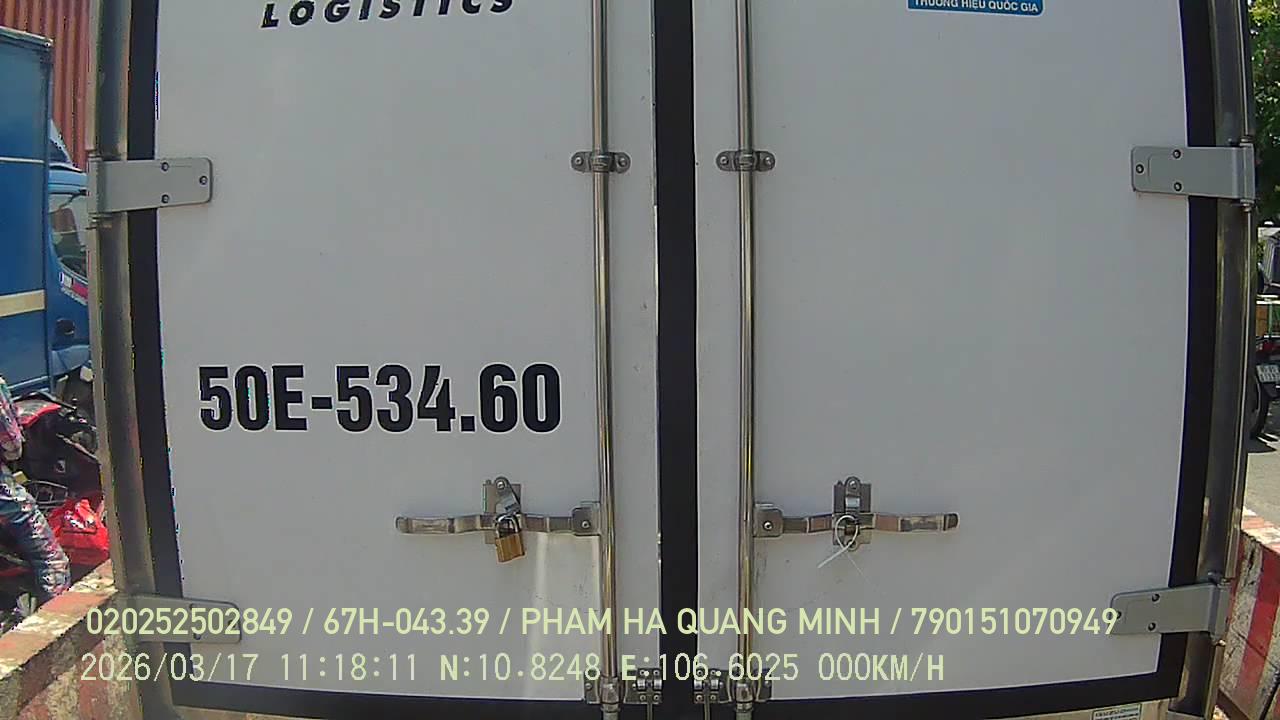 LOGISTICS
THƯƠNG HIỆU QUỐC GIA
50E-534.60
020252502849 / 67H-043.39 / PHAM HA QUANG MINH / 790151070949
2026/03/17 11:18:11 N:10.8248 E:106.6025 000KM/H